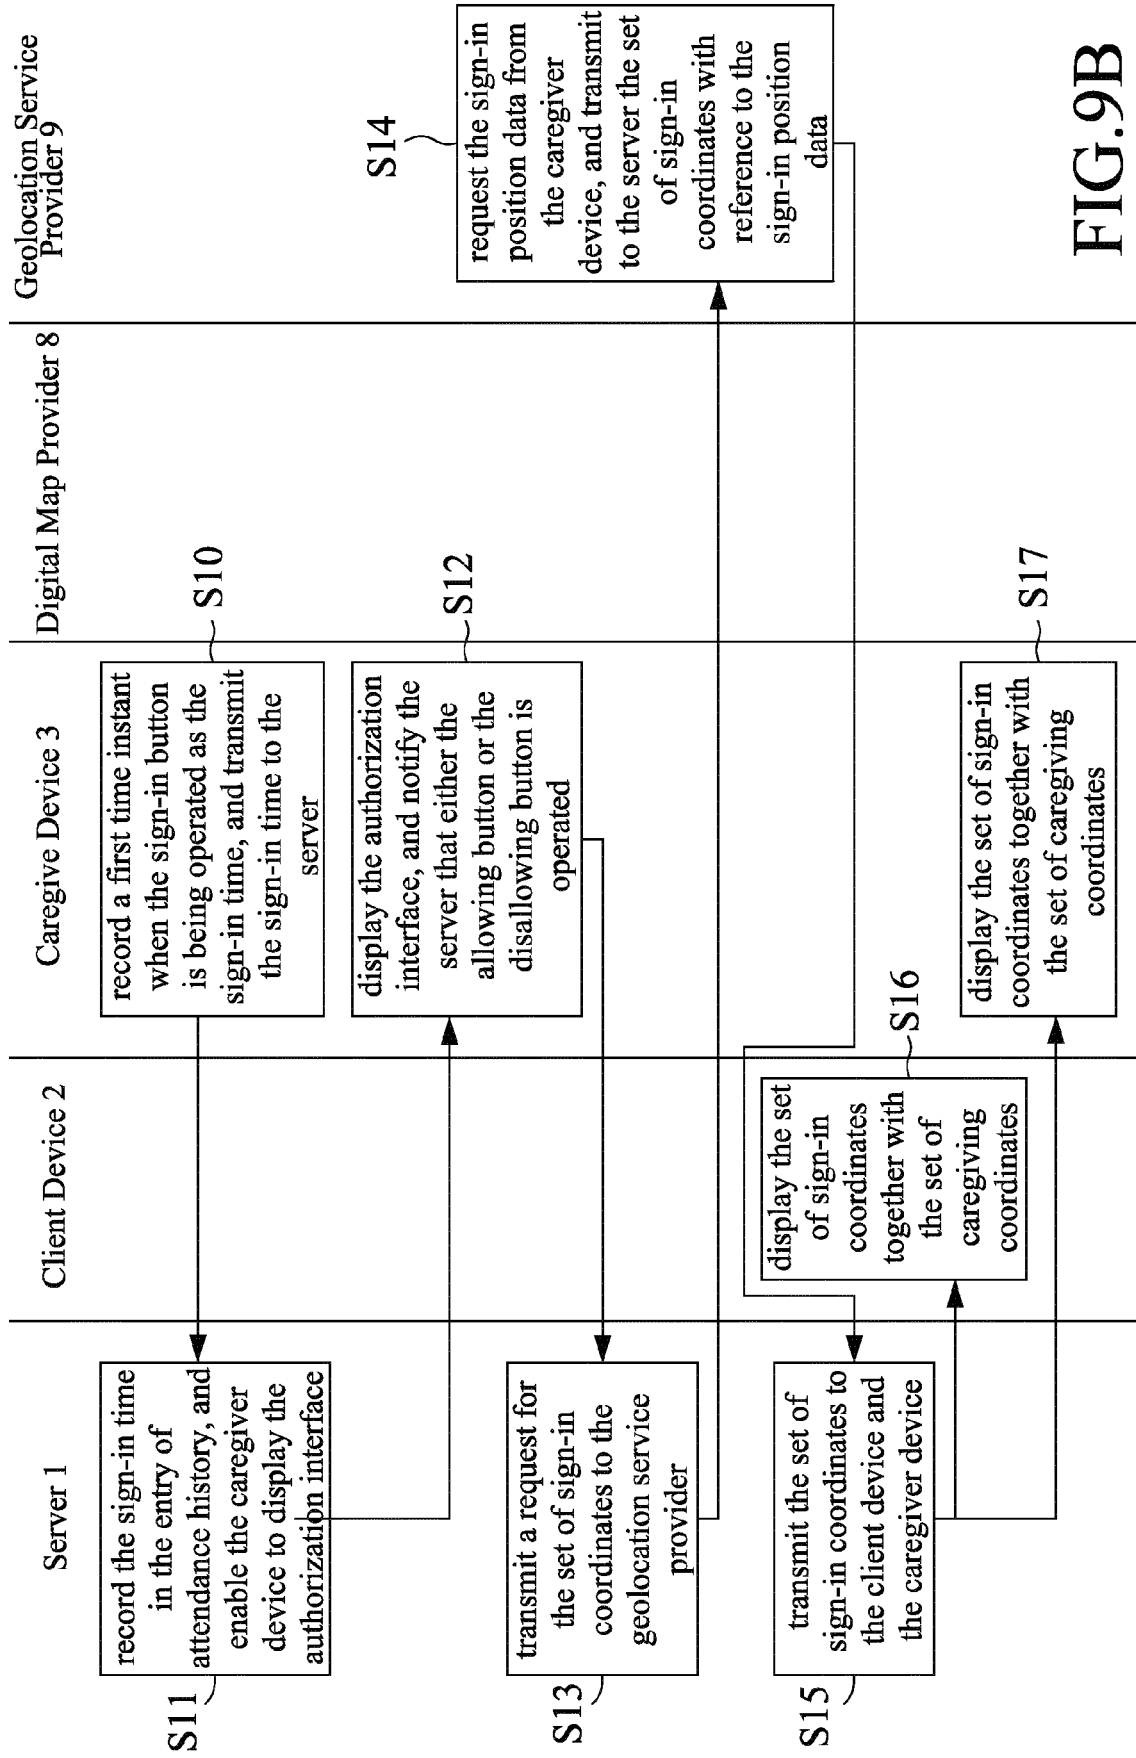 Server 1
Client Device 2
Caregive Device 3
Digital Map Provider 8
Geolocation Service
Provider 9
S10
record a first time instant
when the sign-in button
is being operated as the
sign-in time, and transmit
the sign-in time to the
server
S11
record the sign-in time
in the entry of
attendance history, and
enable the caregiver
device to display the
authorization interface
S12
display the authorization
interface, and notify the
server that either the
allowing button or the
disallowing button is
operated
S13
transmit a request for
the set of sign-in
coordinates to the
geolocation service
provider
S14
request the sign-in
position data from
the caregiver
device, and transmit
to the server the set
of sign-in
coordinates with
reference to the
sign-in position
data
S15
transmit the set of
sign-in coordinates to
the client device and
the caregiver device
S16
display the set
of sign-in
coordinates
together with
the set of
caregiving
coordinates
S17
display the set of sign-in
coordinates together with
the set of caregiving
coordinates
FIG.9B